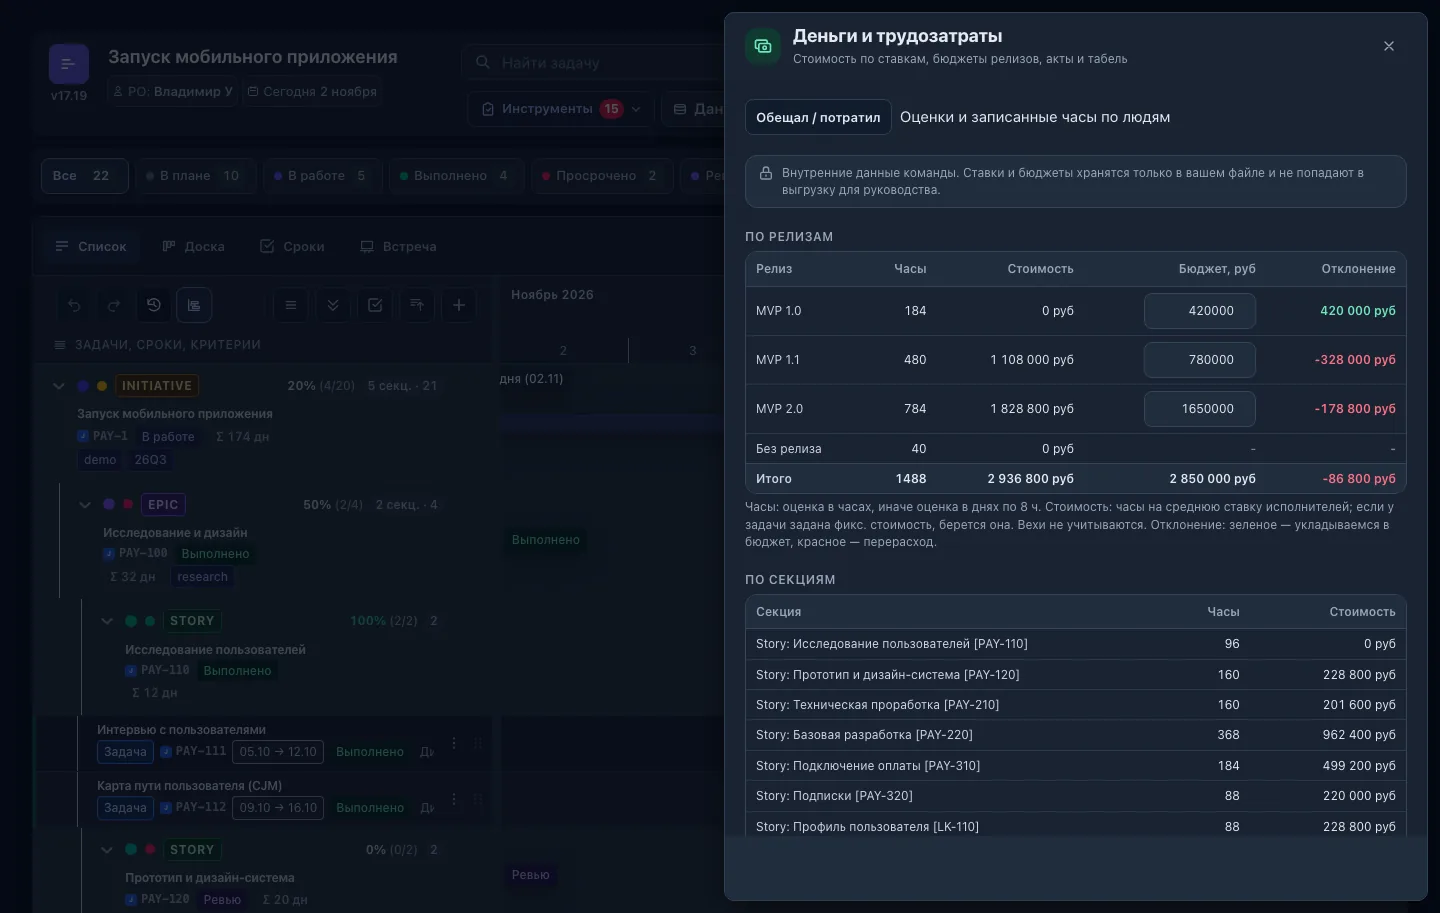 Запуск мобильного приложения
v17.19
PO: Владимир У
Сегодня 2 ноября
Найти задачу
Инструменты 15
Дан
Все 22
В плане 10
В работе 5
Выполнено 4
Просрочено 2
Ре
Список
Доска
Сроки
Встреча
Ноябрь 2026
ЗАДАЧИ, СРОКИ, КРИТЕРИИ
2
3
дня (02.11)
INITIATIVE 20% (4/20) 5 секц. · 21
Запуск мобильного приложения
PAY-1 В работе Σ 174 дн
demo 26Q3
EPIC 50% (2/4) 2 секц. · 4
Исследование и дизайн
PAY-100 Выполнено
Σ 32 дн research
Выполнено
STORY 100% (2/2) 2
Исследование пользователей
PAY-110 Выполнено
Σ 12 дн
Интервью с пользователями
Задача PAY-111 05.10 → 12.10 Выполнено Ди
Карта пути пользователя (CJM)
Задача PAY-112 09.10 → 16.10 Выполнено Ди
STORY 0% (0/2) 2
Прототип и дизайн-система
PAY-120 Ревью Σ 20 дн
Ревью
Деньги и трудозатраты
Стоимость по ставкам, бюджеты релизов, акты и табель
Обещал / потратил Оценки и записанные часы по людям
Внутренние данные команды. Ставки и бюджеты хранятся только в вашем файле и не попадают в
выгрузку для руководства.
ПО РЕЛИЗАМ
Релиз Часы Стоимость Бюджет, руб Отклонение
MVP 1.0 184 0 руб 420000 420 000 руб
MVP 1.1 480 1 108 000 руб 780000 -328 000 руб
MVP 2.0 784 1 828 800 руб 1650000 -178 800 руб
Без релиза 40 0 руб - -
Итого 1488 2 936 800 руб 2 850 000 руб -86 800 руб
Часы: оценка в часах, иначе оценка в днях по 8 ч. Стоимость: часы на среднюю ставку исполнителей; если у
задачи задана фикс. стоимость, берется она. Вехи не учитываются. Отклонение: зеленое — укладываемся в
бюджет, красное — перерасход.
ПО СЕКЦИЯМ
Секция Часы Стоимость
Story: Исследование пользователей [PAY-110] 96 0 руб
Story: Прототип и дизайн-система [PAY-120] 160 228 800 руб
Story: Техническая проработка [PAY-210] 160 201 600 руб
Story: Базовая разработка [PAY-220] 368 962 400 руб
Story: Подключение оплаты [PAY-310] 184 499 200 руб
Story: Подписки [PAY-320] 88 220 000 руб
Story: Профиль пользователя [LK-110] 88 228 800 руб